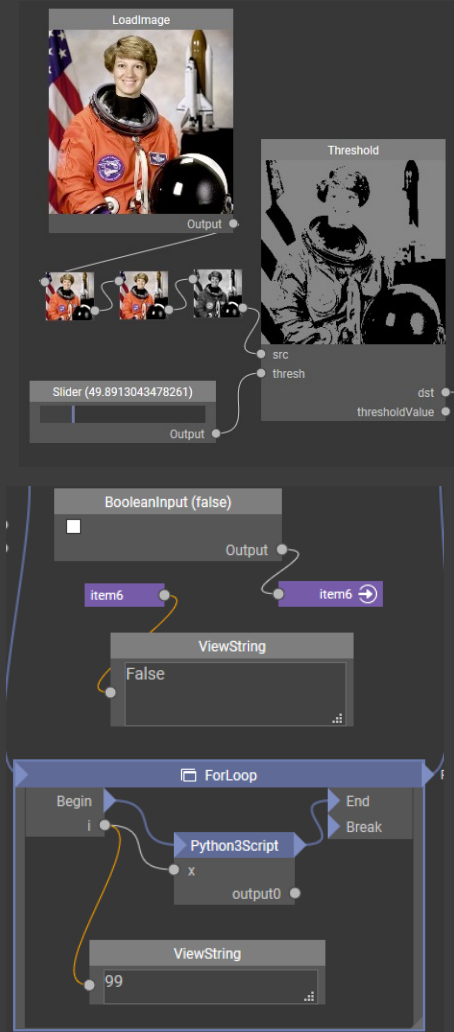 LoadImage
Output
Threshold
src
thresh
Slider (49.8913043478261)
dst
thresholdValue
Output
BooleanInput (false)
Output
item6
item6
ViewString
False
ForLoop
Begin
End
i
Break
Python3Script
x
output0
ViewString
99